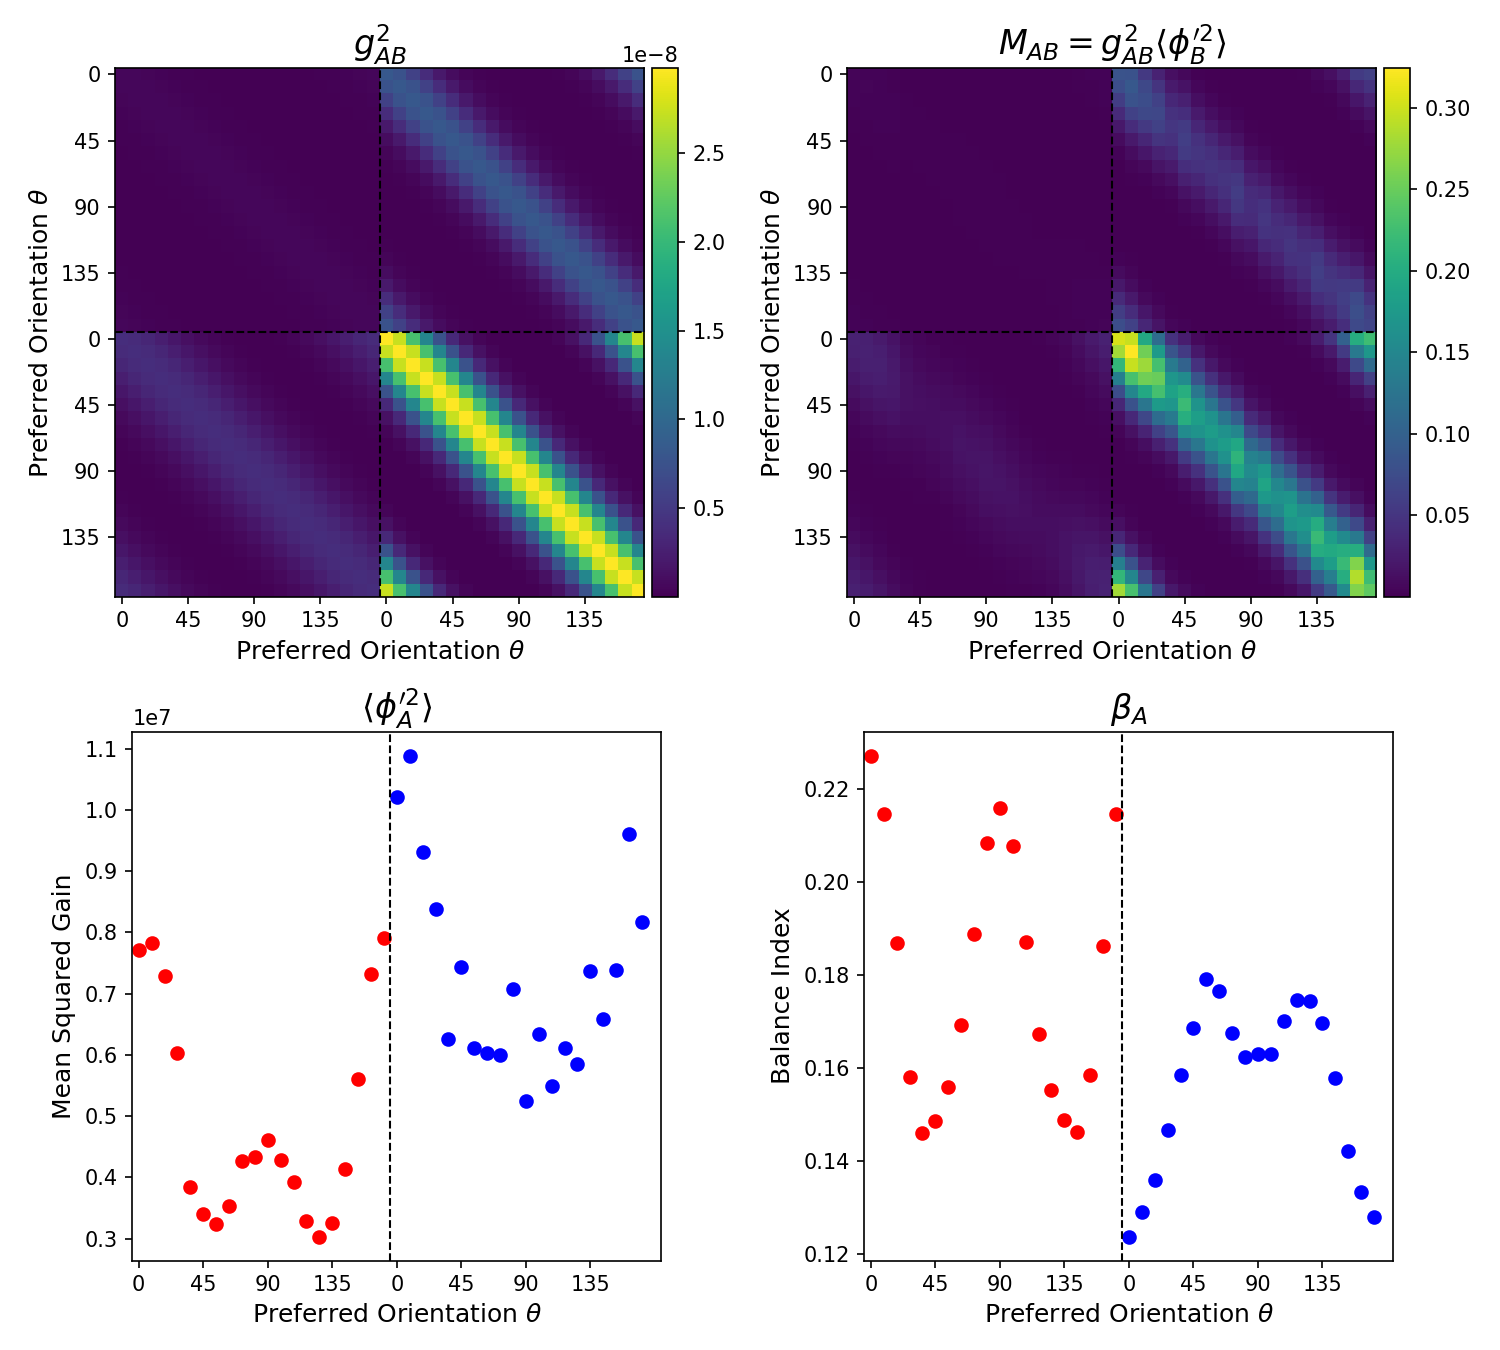 g²_AB
1e−8
0
45
90
135
0
45
90
135
Preferred Orientation θ
0 45 90 135 0 45 90 135
Preferred Orientation θ
2.5
2.0
1.5
1.0
0.5
M_AB = g²_AB⟨ϕ′²_B⟩
0
45
90
135
0
45
90
135
Preferred Orientation θ
0 45 90 135 0 45 90 135
Preferred Orientation θ
0.30
0.25
0.20
0.15
0.10
0.05
⟨ϕ′²_A⟩
1e7
1.1
1.0
0.9
0.8
0.7
0.6
0.5
0.4
0.3
Mean Squared Gain
0 45 90 135 0 45 90 135
Preferred Orientation θ
β_A
0.22
0.20
0.18
0.16
0.14
0.12
Balance Index
0 45 90 135 0 45 90 135
Preferred Orientation θ